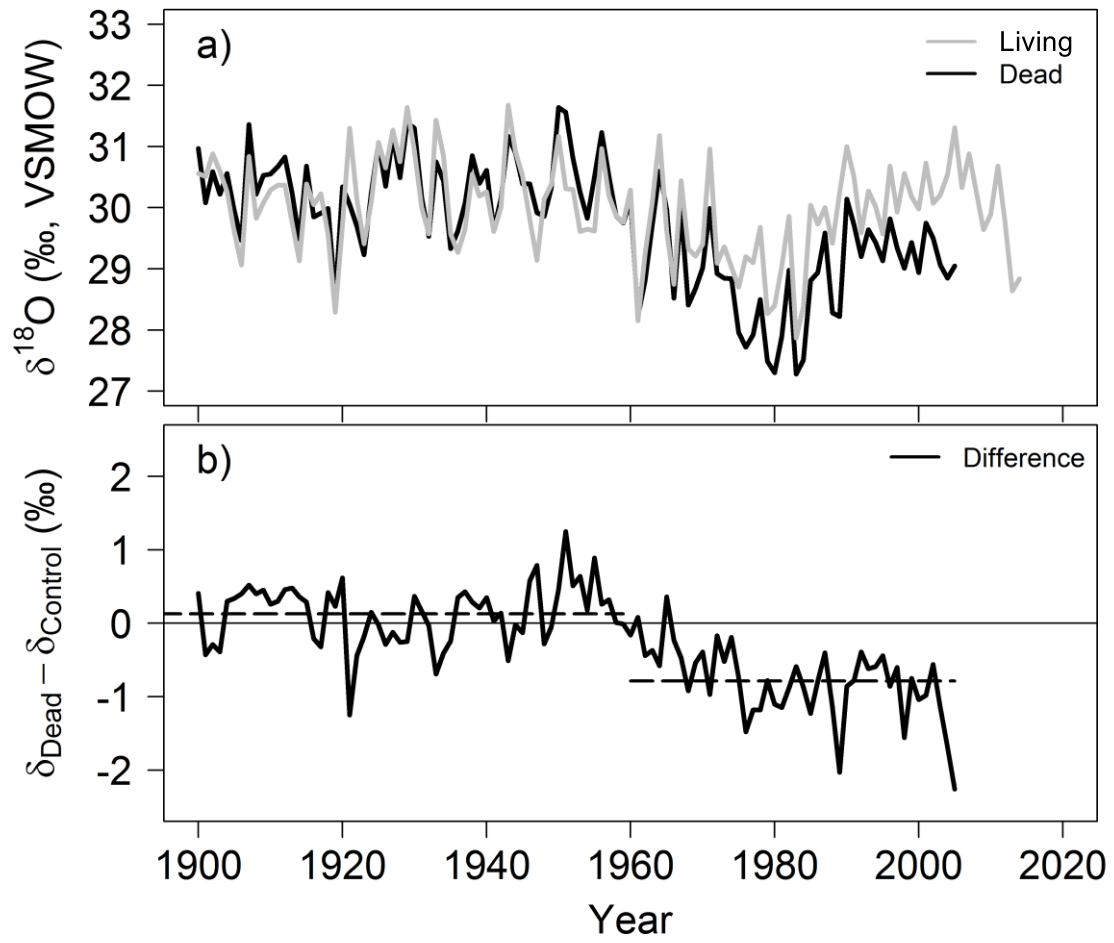 33
32
31
30
29
28
27
δ¹⁸O (‰, VSMOW)
a)
Living
Dead
2
1
0
-1
-2
δDead − δControl (‰)
b)
Difference
1900 1920 1940 1960 1980 2000 2020
Year